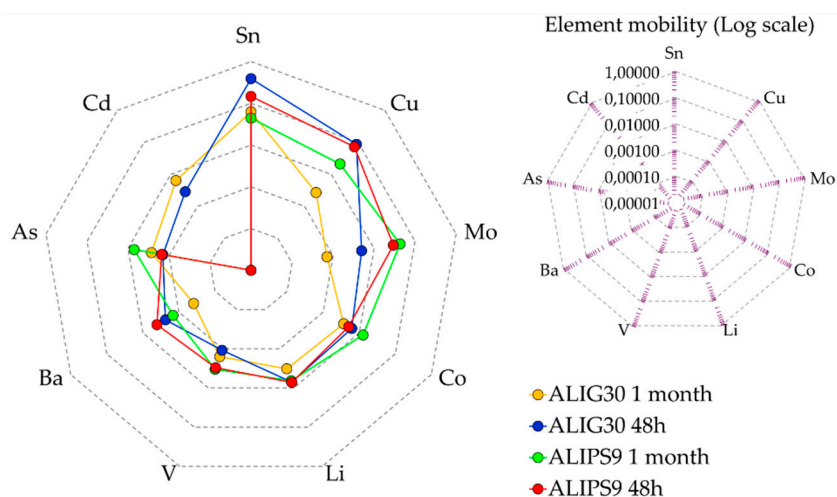 Sn
Cu
Mo
Co
Li
V
Ba
As
Cd
Element mobility (Log scale)
Sn
Cu
Mo
Co
Li
V
Ba
As
Cd
1,00000
0,10000
0,01000
0,00100
0,00010
0,00001
ALIG30 1 month
ALIG30 48h
ALIPS9 1 month
ALIPS9 48h